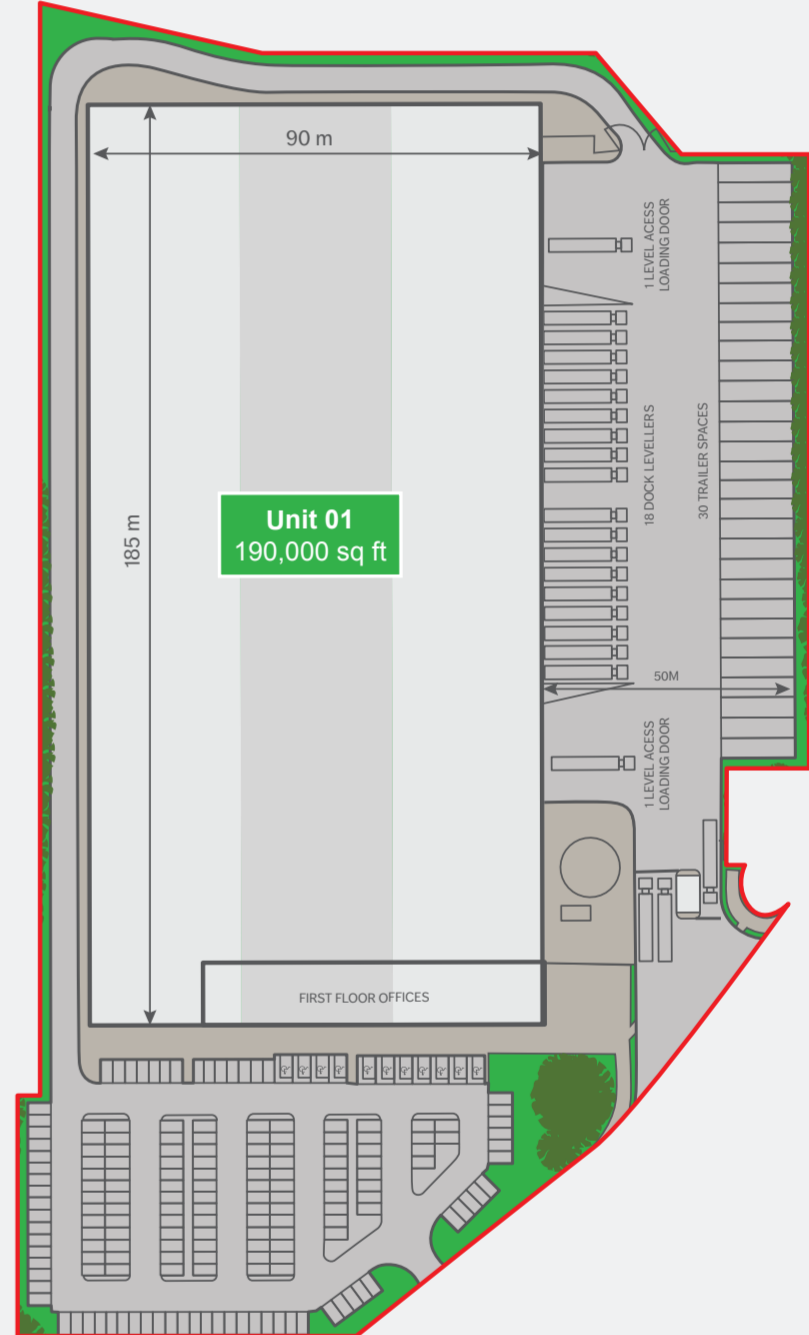 90 m
1 LEVEL ACESS
LOADING DOOR
185 m
Unit 01
190,000 sq ft
18 DOCK LEVELLERS
30 TRAILER SPACES
50M
1 LEVEL ACESS
LOADING DOOR
FIRST FLOOR OFFICES